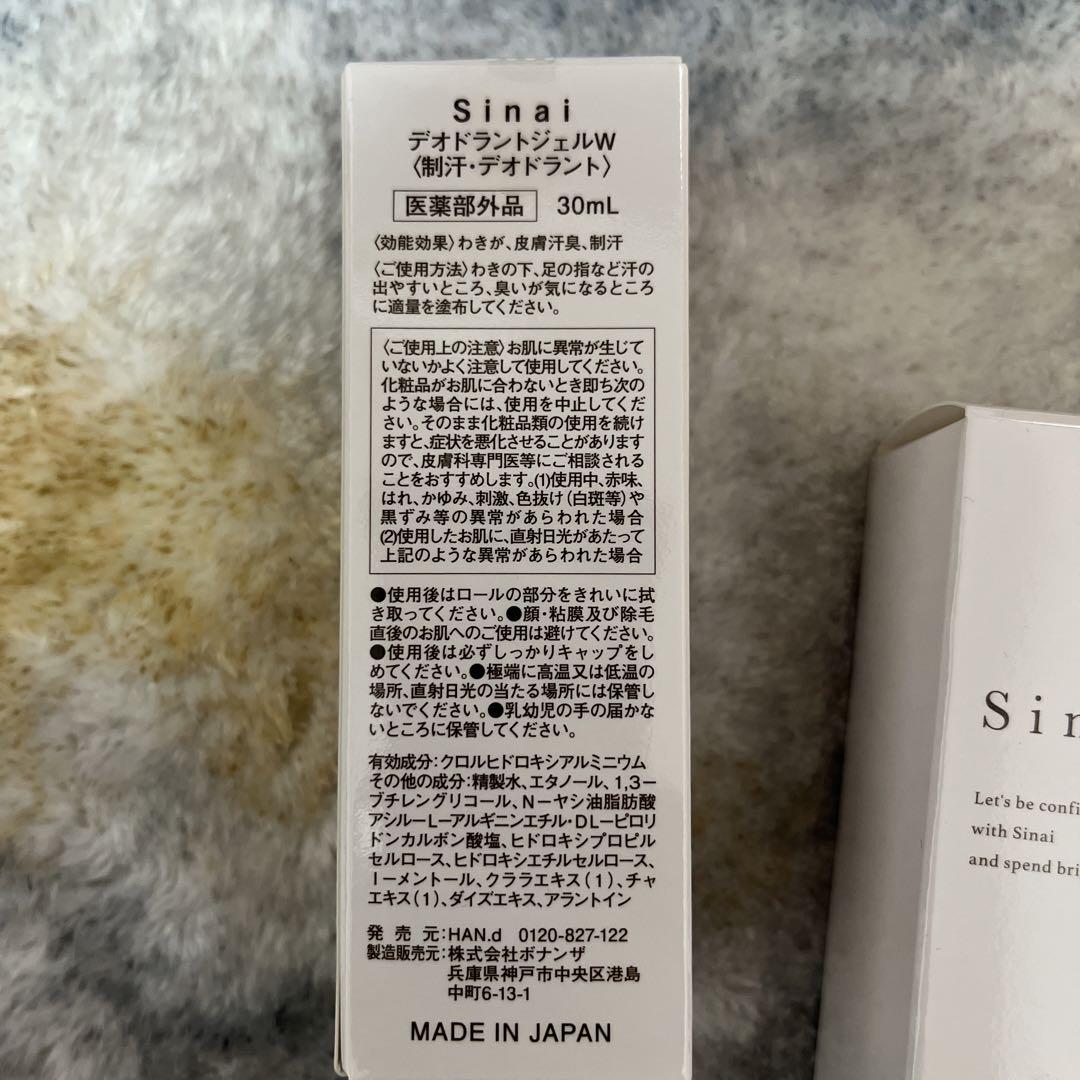 Sinai
デオドラントジェルW
〈制汗・デオドラント〉
医薬部外品 30mL
〈効能効果〉わきが、皮膚汗臭、制汗
〈ご使用方法〉わきの下、足の指など汗の
出やすいところ、臭いが気になるところ
に適量を塗布してください。
〈ご使用上の注意〉お肌に異常が生じて
いないかよく注意して使用してください。
化粧品がお肌に合わないとき即ち次の
ような場合には、使用を中止してくだ
さい。そのまま化粧品類の使用を続け
ますと、症状を悪化させることがあります
ので、皮膚科専門医等にご相談される
ことをおすすめします。(1)使用中、赤味、
はれ、かゆみ、刺激、色抜け(白斑等)や
黒ずみ等の異常があらわれた場合
(2)使用したお肌に、直射日光があたって
上記のような異常があらわれた場合
●使用後はロールの部分をきれいに拭
き取ってください。●顔・粘膜及び除毛
直後のお肌へのご使用は避けてください。
●使用後は必ずしっかりキャップをし
めてください。●極端に高温又は低温の
場所、直射日光の当たる場所には保管し
ないでください。●乳幼児の手の届かな
いところに保管してください。
有効成分:クロルヒドロキシアルミニウム
その他の成分:精製水、エタノール、1,3-
ブチレングリコール、N-ヤシ油脂肪酸
アシル-L-アルギニンエチル・DL-ピロリ
ドンカルボン酸塩、ヒドロキシプロピル
セルロース、ヒドロキシエチルセルロース、
l-メントール、クララエキス(1)、チャ
エキス(1)、ダイズエキス、アラントイン
発売元:HAN.d 0120-827-122
製造販売元:株式会社ボナンザ
兵庫県神戸市中央区港島
中町6-13-1
MADE IN JAPAN
Sin
Let's be confi
with Sinai
and spend bri